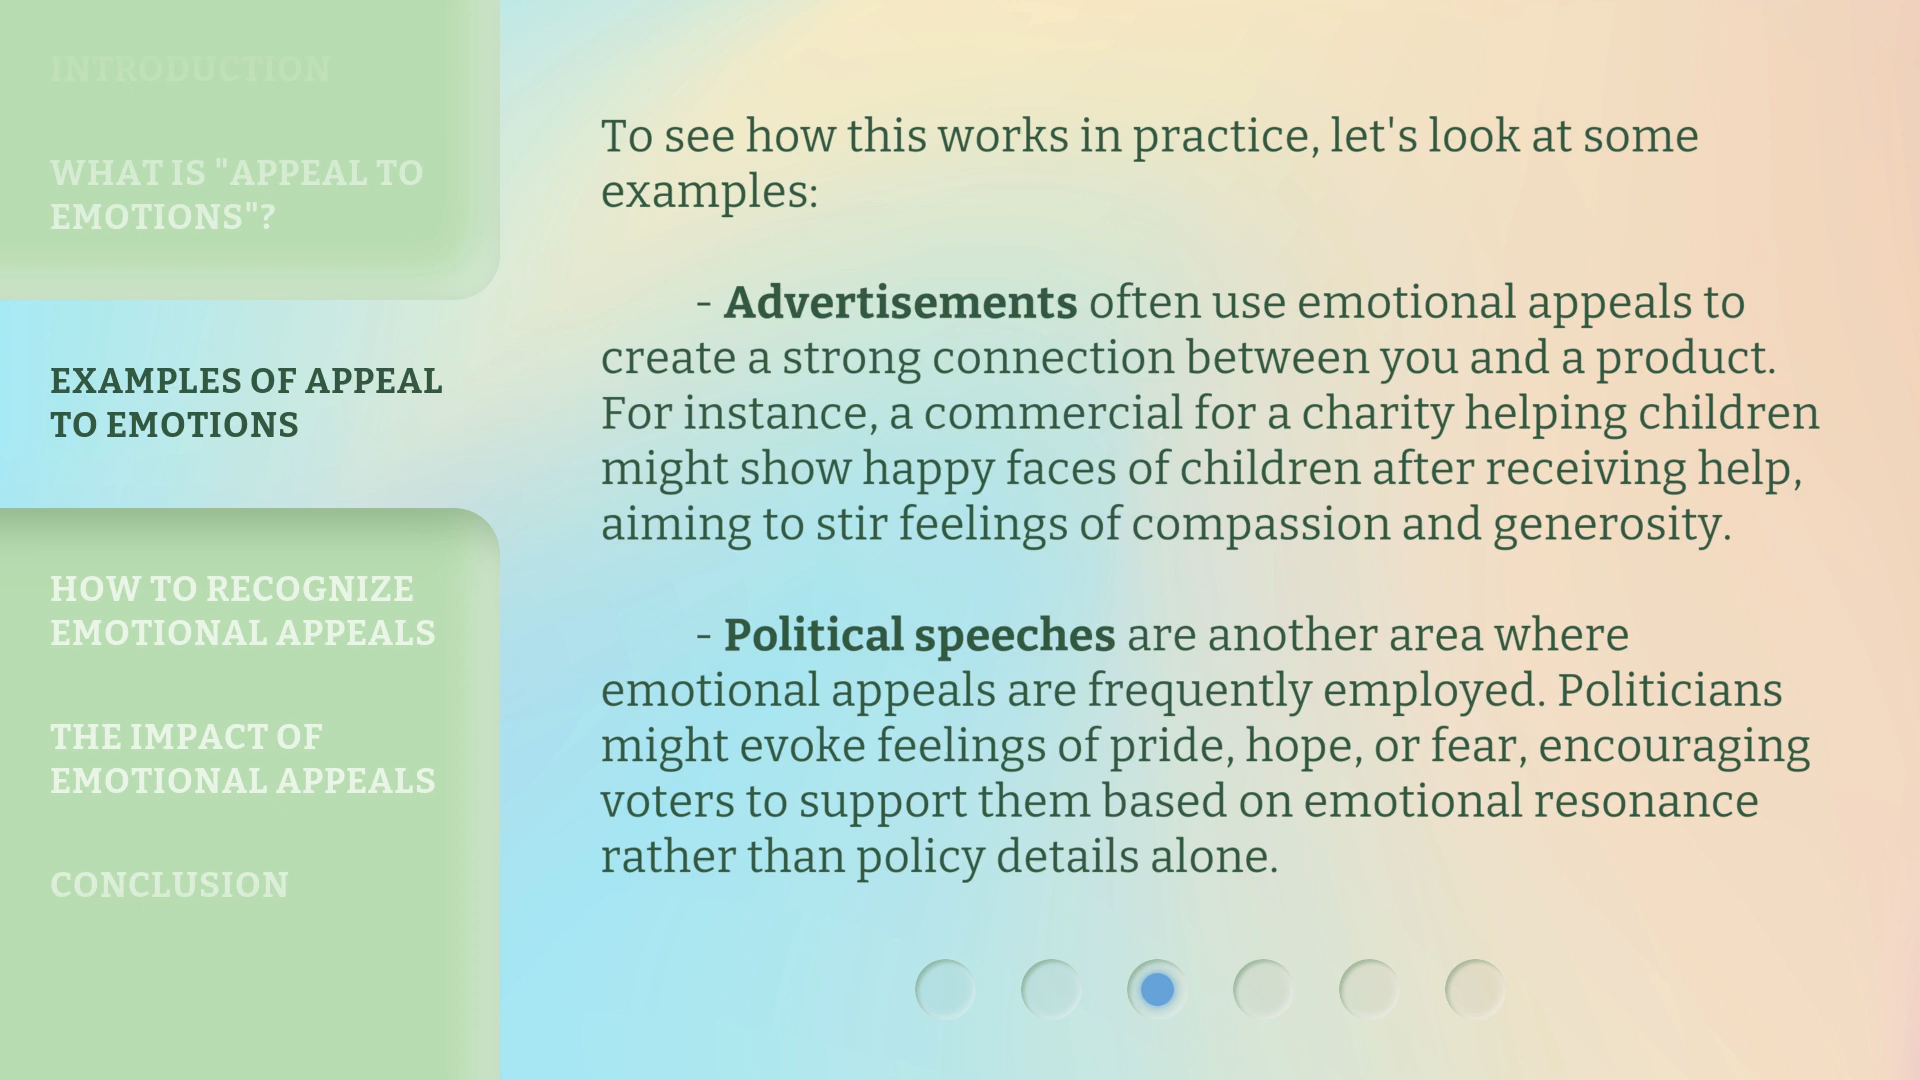 INTRODUCTION
WHAT IS "APPEAL TO
EMOTIONS"?
EXAMPLES OF APPEAL
TO EMOTIONS
HOW TO RECOGNIZE
EMOTIONAL APPEALS
THE IMPACT OF
EMOTIONAL APPEALS
CONCLUSION
To see how this works in practice, let's look at some
examples:
- Advertisements often use emotional appeals to
create a strong connection between you and a product.
For instance, a commercial for a charity helping children
might show happy faces of children after receiving help,
aiming to stir feelings of compassion and generosity.
- Political speeches are another area where
emotional appeals are frequently employed. Politicians
might evoke feelings of pride, hope, or fear, encouraging
voters to support them based on emotional resonance
rather than policy details alone.